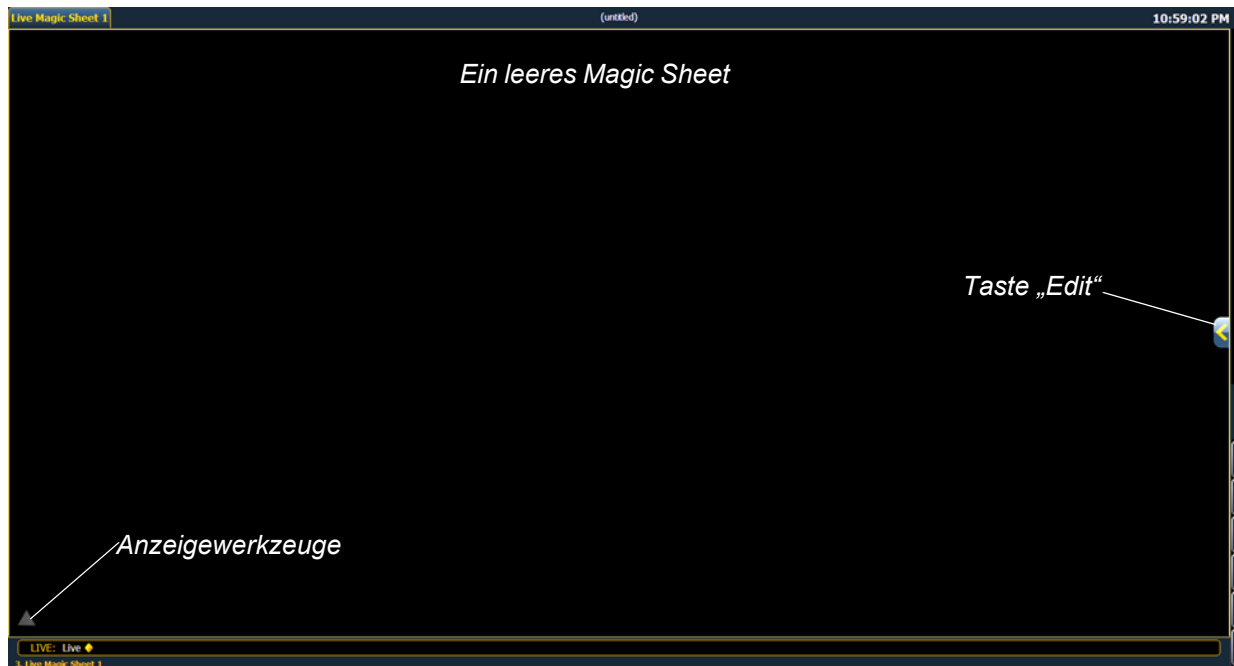 Live Magic Sheet 1
(untitled)
10:59:02 PM
Ein leeres Magic Sheet
Taste „Edit“
Anzeigewerkzeuge
LIVE: Live
3. Live Magic Sheet 1